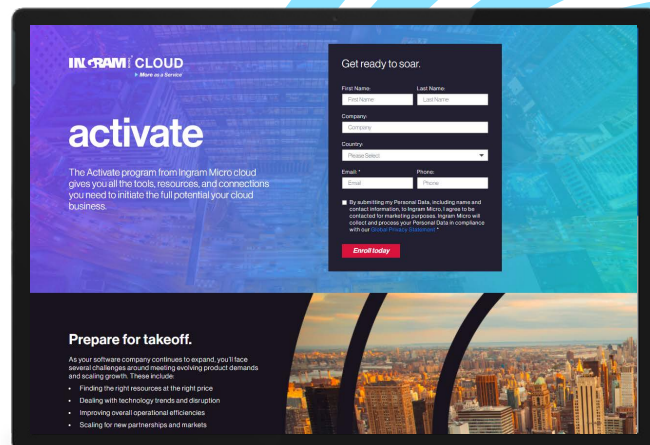 INGRAM MICRO CLOUD
More as a Service
activate
The Activate program from Ingram Micro cloud
gives you all the tools, resources, and connections
you need to initiate the full potential your cloud
business.
Get ready to soar.
First Name: Last Name:
First Name Last Name
Company:
Company
Country:
Please Select
Email: * Phone:
Email Phone
By submitting my Personal Data, including name and
contact information, to Ingram Micro, I agree to be
contacted for marketing purposes. Ingram Micro will
collect and process your Personal Data in compliance
with our Global Privacy Statement *
Enroll today
Prepare for takeoff.
As your software company continues to expand, you'll face
several challenges around meeting evolving product demands
and scaling growth. These include:
• Finding the right resources at the right price
• Dealing with technology trends and disruption
• Improving overall operational efficiencies
• Scaling for new partnerships and markets